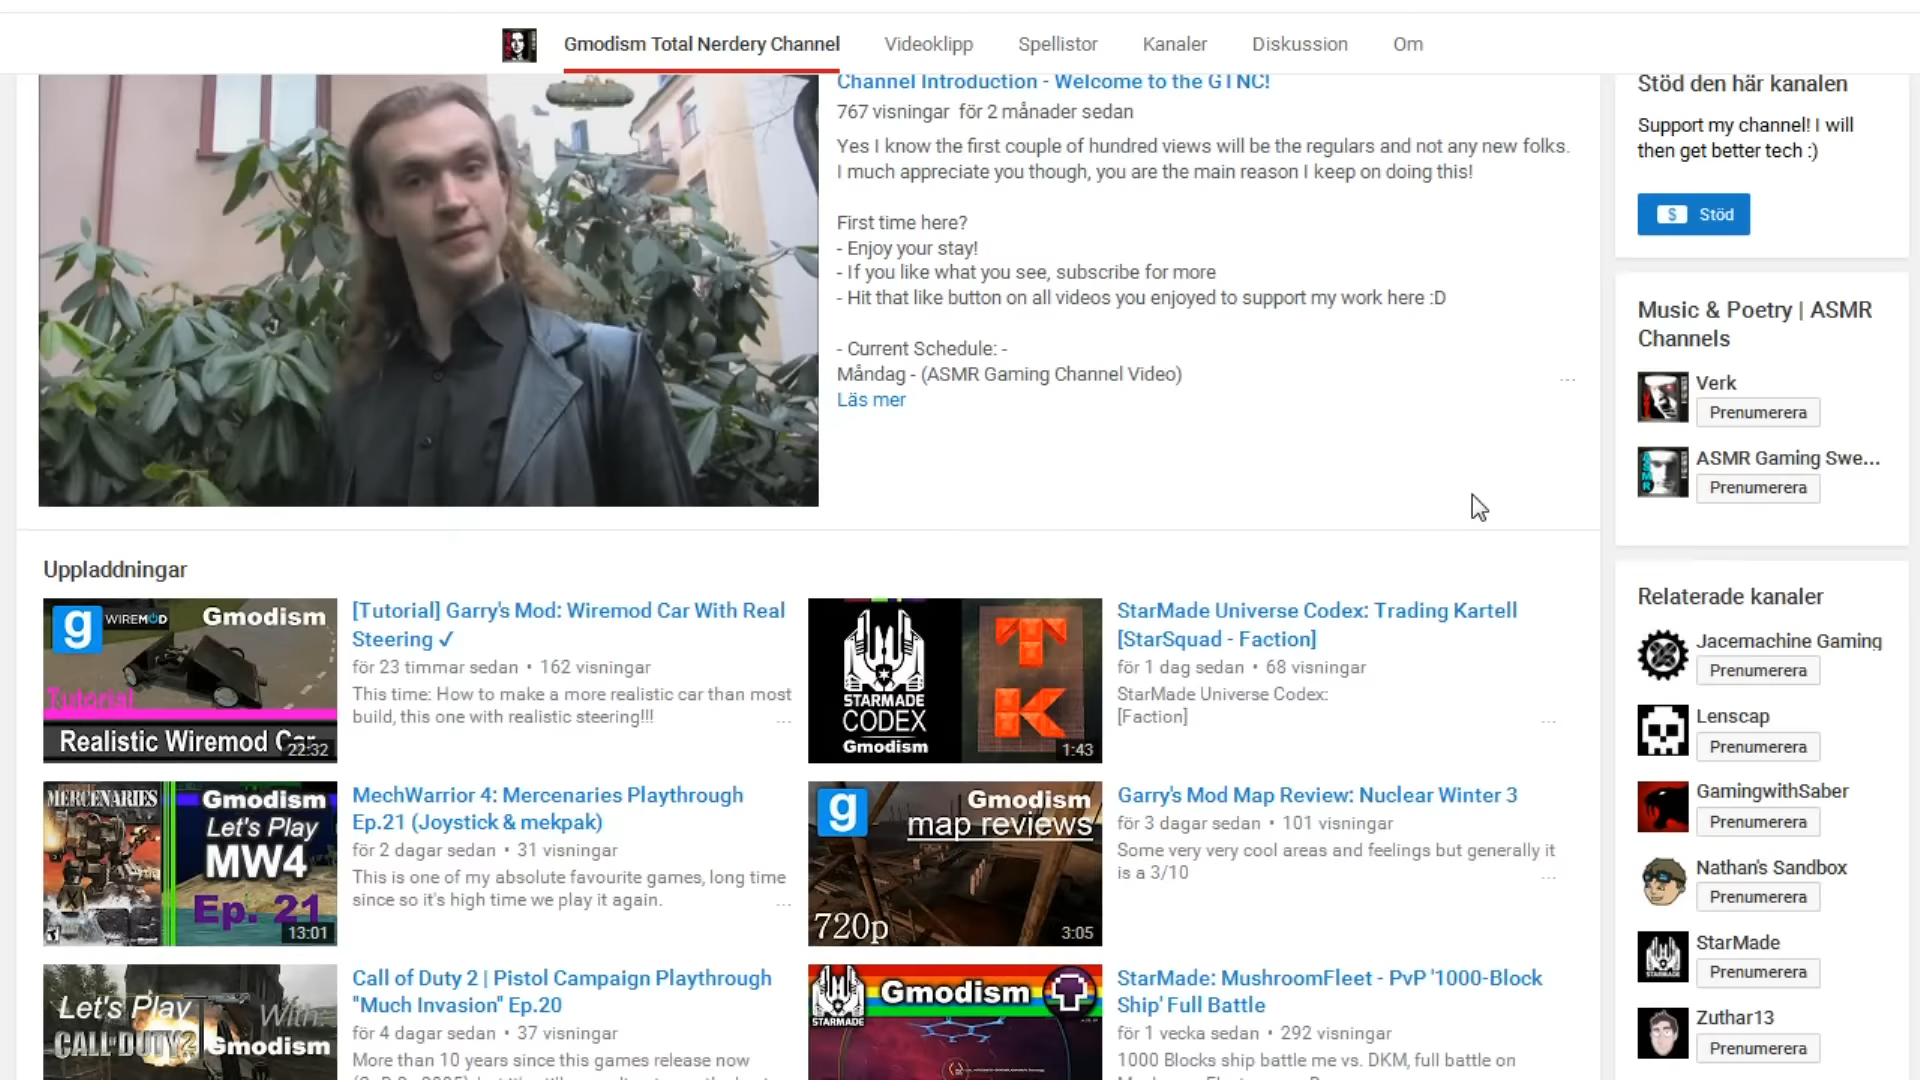 Gmodism Total Nerdery Channel
Videoklipp
Spellistor
Kanaler
Diskussion
Om
Channel Introduction - Welcome to the GTNC!
767 visningar för 2 månader sedan
Yes I know the first couple of hundred views will be the regulars and not any new folks.
I much appreciate you though, you are the main reason I keep on doing this!
First time here?
- Enjoy your stay!
- If you like what you see, subscribe for more
- Hit that like button on all videos you enjoyed to support my work here :D
- Current Schedule: -
Måndag - (ASMR Gaming Channel Video)
...
Läs mer
Stöd den här kanalen
Support my channel! I will
then get better tech :)
$ Stöd
Music & Poetry | ASMR
Channels
Verk
Prenumerera
ASMR Gaming Swe...
Prenumerera
Relaterade kanaler
Jacemachine Gaming
Prenumerera
Lenscap
Prenumerera
GamingwithSaber
Prenumerera
Nathan's Sandbox
Prenumerera
StarMade
Prenumerera
Zuthar13
Prenumerera
Uppladdningar
g WIREMOD Gmodism
Tutorial
Realistic Wiremod Car
22:32
[Tutorial] Garry's Mod: Wiremod Car With Real
Steering ✓
för 23 timmar sedan • 162 visningar
This time: How to make a more realistic car than most
build, this one with realistic steering!!!
...
STARMADE
CODEX
Gmodism
TK
1:43
StarMade Universe Codex: Trading Kartell
[StarSquad - Faction]
för 1 dag sedan • 68 visningar
StarMade Universe Codex:
[Faction]
...
MERCENARIES
Gmodism
Let's Play
MW4
Ep. 21
13:01
MechWarrior 4: Mercenaries Playthrough
Ep.21 (Joystick & mekpak)
för 2 dagar sedan • 31 visningar
This is one of my absolute favourite games, long time
since so it's high time we play it again.
...
g Gmodism
map reviews
720p
3:05
Garry's Mod Map Review: Nuclear Winter 3
för 3 dagar sedan • 101 visningar
Some very very cool areas and feelings but generally it
is a 3/10
...
Let's Play With:
CALL OF DUTY 2 Gmodism
Call of Duty 2 | Pistol Campaign Playthrough
"Much Invasion" Ep.20
för 4 dagar sedan • 37 visningar
More than 10 years since this games release now
STARMADE
Gmodism
StarMade: MushroomFleet - PvP '1000-Block
Ship' Full Battle
för 1 vecka sedan • 292 visningar
1000 Blocks ship battle me vs. DKM, full battle on